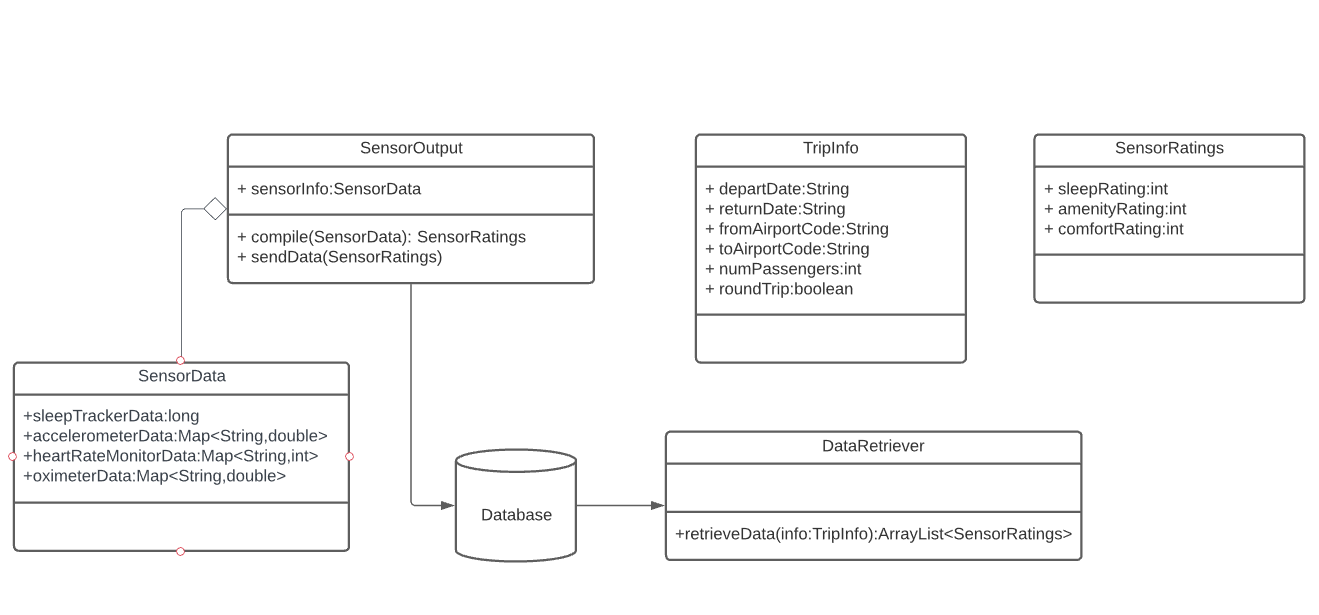 SensorOutput
+ sensorInfo:SensorData
+ compile(SensorData): SensorRatings
+ sendData(SensorRatings)
TripInfo
+ departDate:String
+ returnDate:String
+ fromAirportCode:String
+ toAirportCode:String
+ numPassengers:int
+ roundTrip:boolean
SensorRatings
+ sleepRating:int
+ amenityRating:int
+ comfortRating:int
SensorData
+sleepTrackerData:long
+accelerometerData:Map<String,double>
+heartRateMonitorData:Map<String,int>
+oximeterData:Map<String,double>
Database
DataRetriever
+retrieveData(info:TripInfo):ArrayList<SensorRatings>